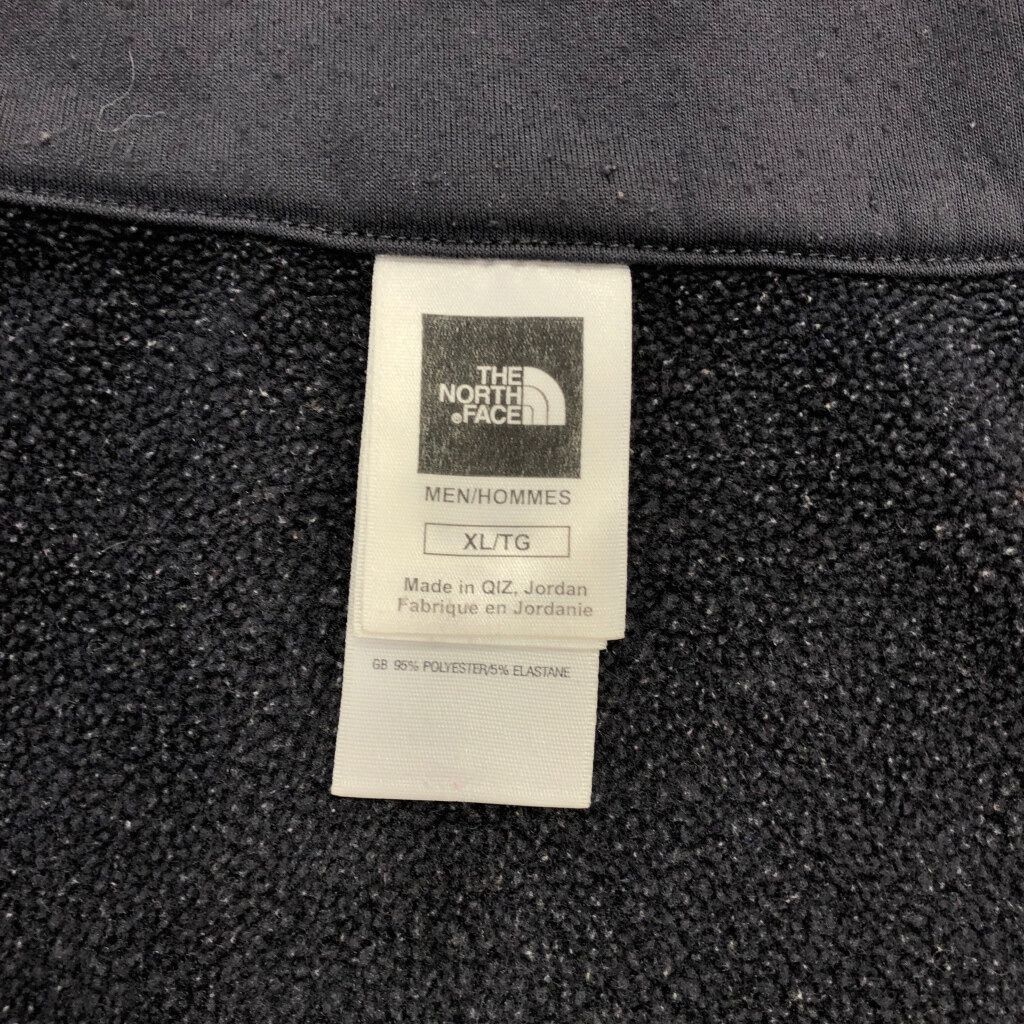 THE
NORTH
FACE
MEN/HOMMES
XL/TG
Made in QIZ, Jordan
Fabrique en Jordanie
GB 95% POLYESTER/5% ELASTANE